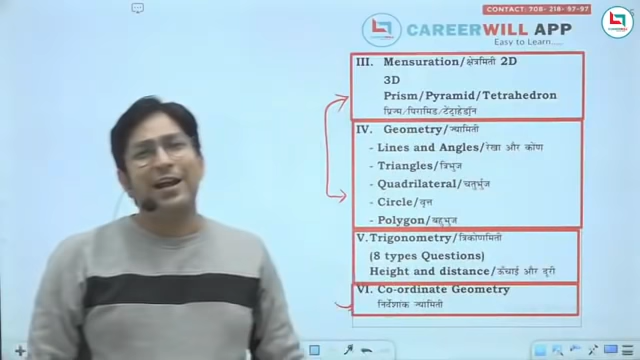 CONTACT: 708- 218- 97-97
CAREERWILL APP
Easy to Learn.....
III. Mensuration/क्षेत्रमिती 2D
3D
Prism/Pyramid/Tetrahedron
प्रिज्म/पिरामिड/टेट्राहेड्रॉन
IV. Geometry/ज्यामिती
- Lines and Angles/रेखा और कोण
- Triangles/त्रिभुज
- Quadrilateral/चतुर्भुज
- Circle/वृत्त
- Polygon/बहुभुज
V. Trigonometry/त्रिकोणमिती
(8 types Questions)
Height and distance/ऊँचाई और दुरी
VI. Co-ordinate Geometry
निर्देशांक ज्यामिती